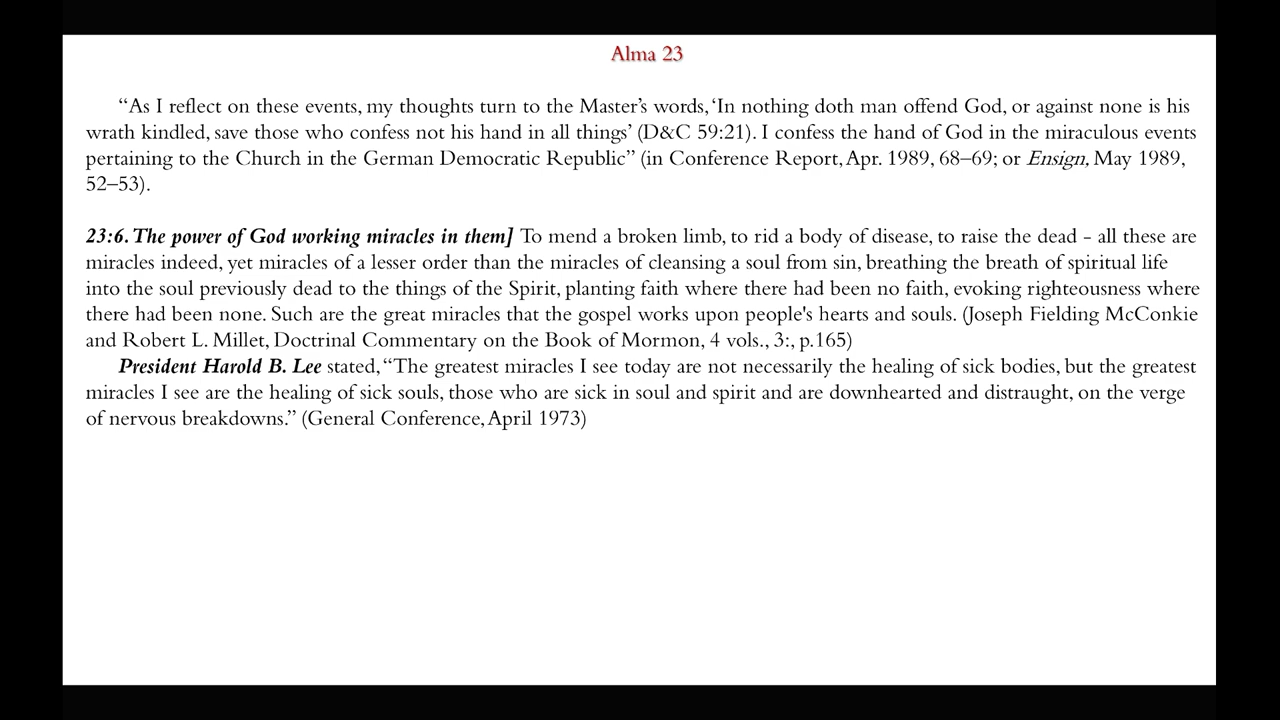 Alma 23
“As I reflect on these events, my thoughts turn to the Master’s words, ‘In nothing doth man offend God, or against none is his
wrath kindled, save those who confess not his hand in all things’ (D&C 59:21). I confess the hand of God in the miraculous events
pertaining to the Church in the German Democratic Republic” (in Conference Report, Apr. 1989, 68–69; or Ensign, May 1989,
52–53).
23:6. The power of God working miracles in them] To mend a broken limb, to rid a body of disease, to raise the dead - all these are
miracles indeed, yet miracles of a lesser order than the miracles of cleansing a soul from sin, breathing the breath of spiritual life
into the soul previously dead to the things of the Spirit, planting faith where there had been no faith, evoking righteousness where
there had been none. Such are the great miracles that the gospel works upon people's hearts and souls. (Joseph Fielding McConkie
and Robert L. Millet, Doctrinal Commentary on the Book of Mormon, 4 vols., 3:, p.165)
President Harold B. Lee stated, “The greatest miracles I see today are not necessarily the healing of sick bodies, but the greatest
miracles I see are the healing of sick souls, those who are sick in soul and spirit and are downhearted and distraught, on the verge
of nervous breakdowns.” (General Conference, April 1973)